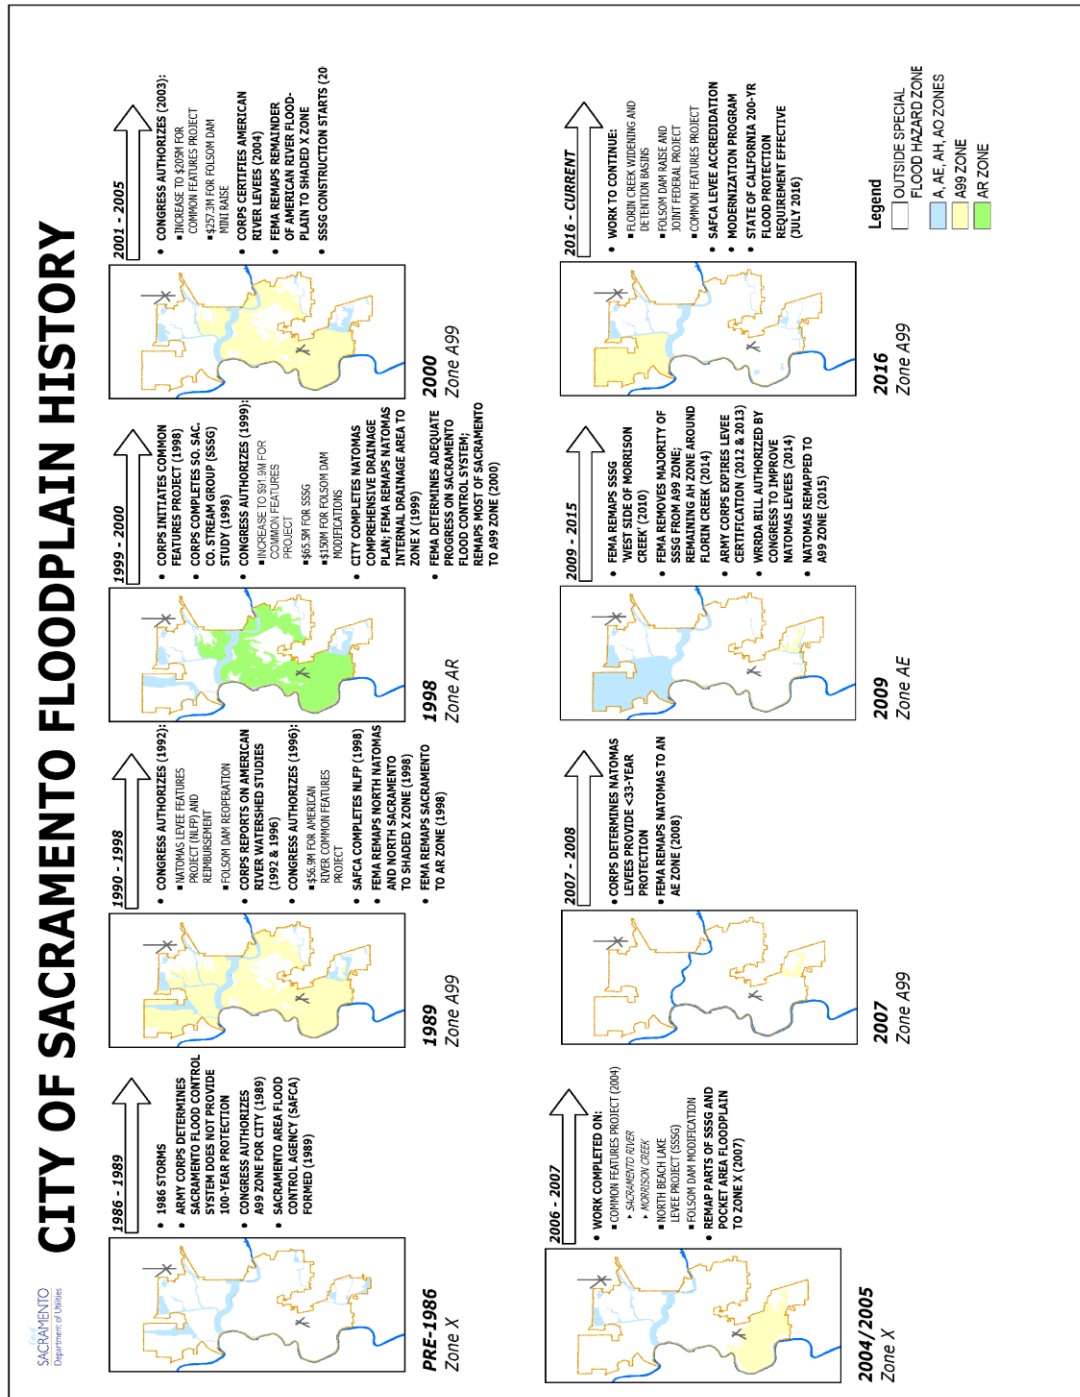 City of
SACRAMENTO
Department of Utilities
CITY OF SACRAMENTO FLOODPLAIN HISTORY
PRE-1986
Zone X
1986 - 1989
• 1986 STORMS
• ARMY CORPS DETERMINES
SACRAMENTO FLOOD CONTROL
SYSTEM DOES NOT PROVIDE
100-YEAR PROTECTION
• CONGRESS AUTHORIZES
A99 ZONE FOR CITY (1989)
• SACRAMENTO AREA FLOOD
CONTROL AGENCY (SAFCA)
FORMED (1989)
1989
Zone A99
1990 - 1998
• CONGRESS AUTHORIZES (1992):
▪ NATOMAS LEVEE FEATURES
PROJECT (NLFP) AND
REIMBURSEMENT
▪ FOLSOM DAM REOPERATION
• CORPS REPORTS ON AMERICAN
RIVER WATERSHED STUDIES
(1992 & 1996)
• CONGRESS AUTHORIZES (1996):
▪ $56.9M FOR AMERICAN
RIVER COMMON FEATURES
PROJECT
• SAFCA COMPLETES NLFP (1998)
• FEMA REMAPS NORTH NATOMAS
AND NORTH SACRAMENTO
TO SHADED X ZONE (1998)
• FEMA REMAPS SACRAMENTO
TO AR ZONE (1998)
1998
Zone AR
1999 - 2000
• CORPS INITIATES COMMON
FEATURES PROJECT (1998)
• CORPS COMPLETES SO. SAC.
CO. STREAM GROUP (SSSG)
STUDY (1998)
• CONGRESS AUTHORIZES (1999):
▪ INCREASE TO $91.9M FOR
COMMON FEATURES
PROJECT
▪ $65.5M FOR SSSG
▪ $150M FOR FOLSOM DAM
MODIFICATIONS
• CITY COMPLETES NATOMAS
COMPREHENSIVE DRAINAGE
PLAN; FEMA REMAPS NATOMAS
INTERNAL DRAINAGE AREA TO
ZONE X (1999)
• FEMA DETERMINES ADEQUATE
PROGRESS ON SACRAMENTO
FLOOD CONTROL SYSTEM;
REMAPS MOST OF SACRAMENTO
TO A99 ZONE (2000)
2000
Zone A99
2001 - 2005
• CONGRESS AUTHORIZES (2003):
▪ INCREASE TO $205M FOR
COMMON FEATURES PROJECT
▪ $257.3M FOR FOLSOM DAM
MINI RAISE
• CORPS CERTIFIES AMERICAN
RIVER LEVEES (2004)
• FEMA REMAPS REMAINDER
OF AMERICAN RIVER FLOOD-
PLAIN TO SHADED X ZONE
• SSSG CONSTRUCTION STARTS (20
2004/2005
Zone X
2006 - 2007
• WORK COMPLETED ON:
▪ COMMON FEATURES PROJECT (2004)
‣ SACRAMENTO RIVER
‣ MORRISON CREEK
▪ NORTH BEACH LAKE
LEVEE PROJECT (SSSG)
▪ FOLSOM DAM MODIFICATION
• REMAP PARTS OF SSSG AND
POCKET AREA FLOODPLAIN
TO ZONE X (2007)
2007
Zone A99
2007 - 2008
• CORPS DETERMINES NATOMAS
LEVEES PROVIDE <33-YEAR
PROTECTION
• FEMA REMAPS NATOMAS TO AN
AE ZONE (2008)
2009
Zone AE
2009 - 2015
• FEMA REMAPS SSSG
'WEST SIDE OF MORRISON
CREEK' (2010)
• FEMA REMOVES MAJORITY OF
SSSG FROM A99 ZONE;
REMAINING AH ZONE AROUND
FLORIN CREEK (2014)
• ARMY CORPS EXPIRES LEVEE
CERTIFICATION (2012 & 2013)
• WRRDA BILL AUTHORIZED BY
CONGRESS TO IMPROVE
NATOMAS LEVEES (2014)
• NATOMAS REMAPPED TO
A99 ZONE (2015)
2016
Zone A99
2016 - CURRENT
• WORK TO CONTINUE:
▪ FLORIN CREEK WIDENING AND
DETENTION BASINS
▪ FOLSOM DAM RAISE AND
JOINT FEDERAL PROJECT
▪ COMMON FEATURES PROJECT
• SAFCA LEVEE ACCREDIDATION
• MODERNIZATION PROGRAM
• STATE OF CALIFORNIA 200-YR
FLOOD PROTECTION
REQUIREMENT EFFECTIVE
(JULY 2016)
Legend
OUTSIDE SPECIAL
FLOOD HAZARD ZONE
A, AE, AH, AO ZONES
A99 ZONE
AR ZONE